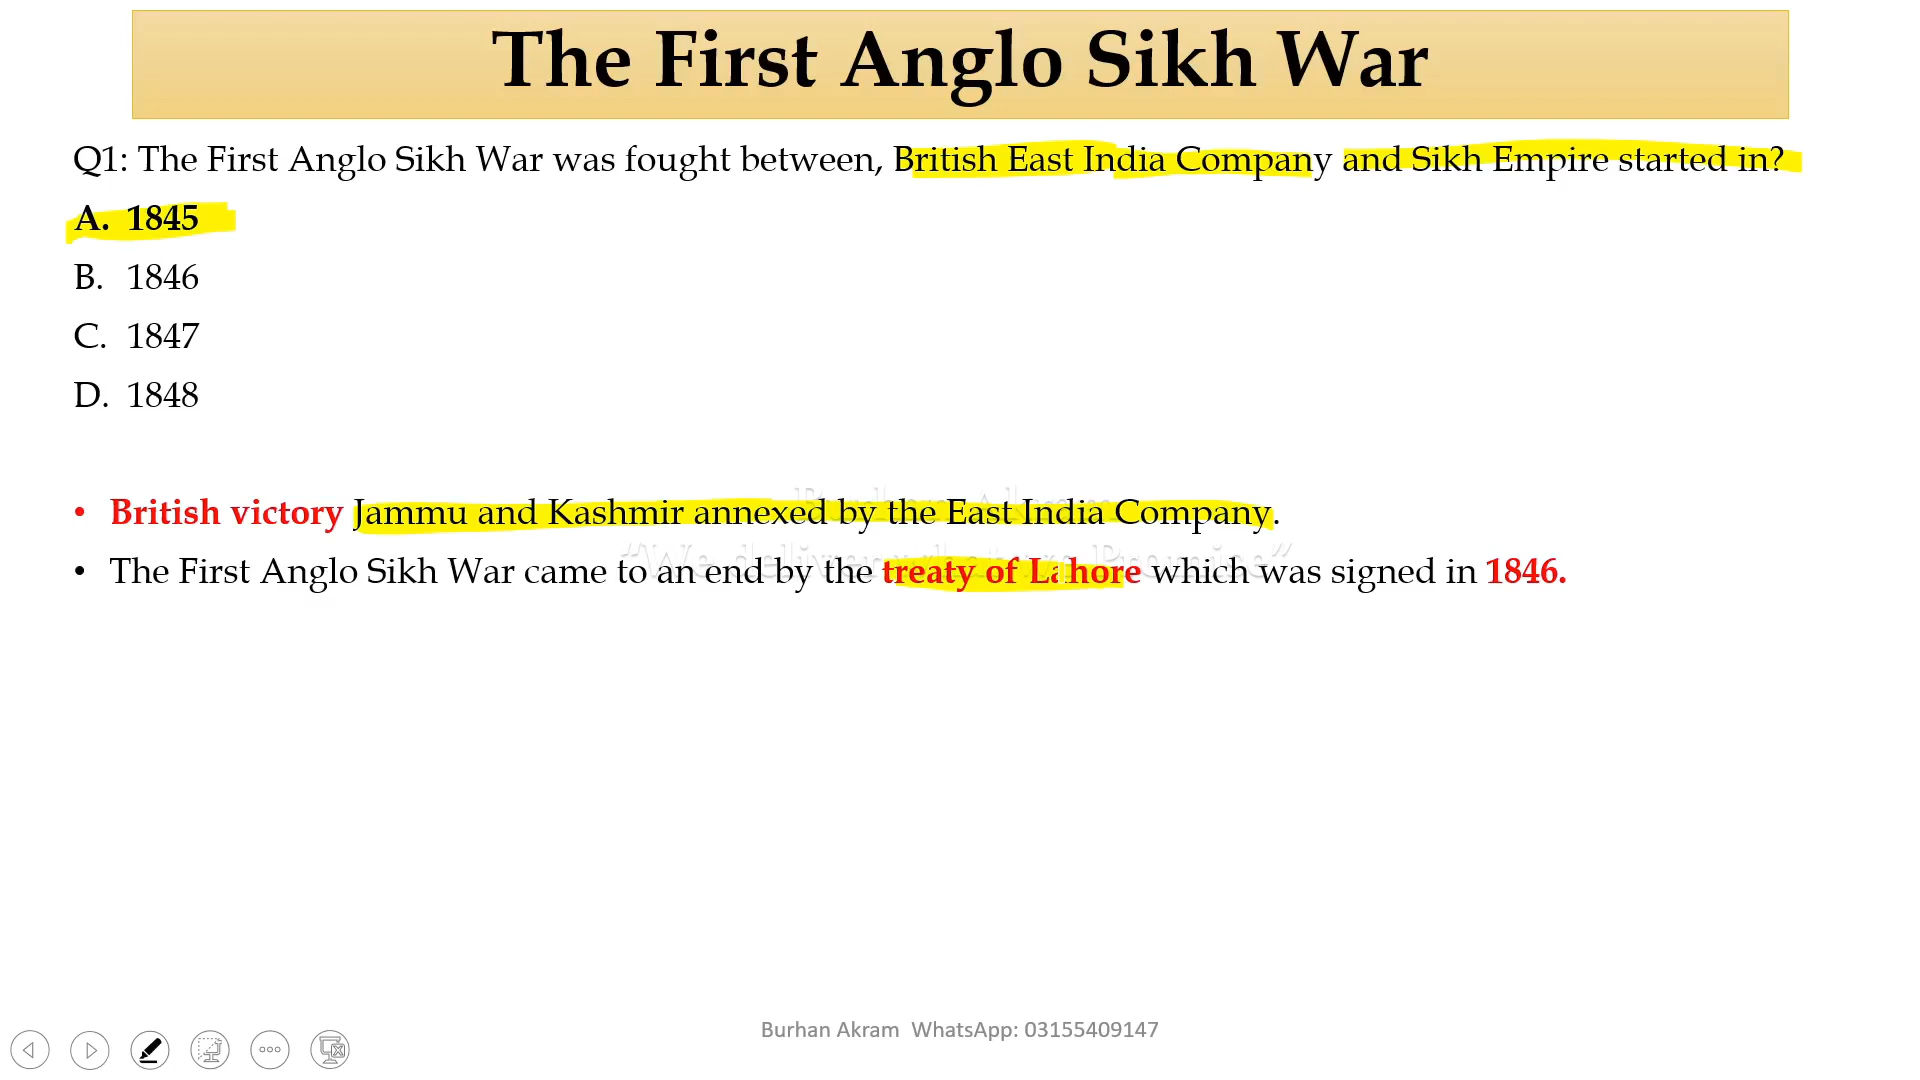 The First Anglo Sikh War
Q1: The First Anglo Sikh War was fought between, British East India Company and Sikh Empire started in?
A. 1845
B. 1846
C. 1847
D. 1848
• British victory Jammu and Kashmir annexed by the East India Company.
• The First Anglo Sikh War came to an end by the treaty of Lahore which was signed in 1846.
Burhan Akram WhatsApp: 03155409147